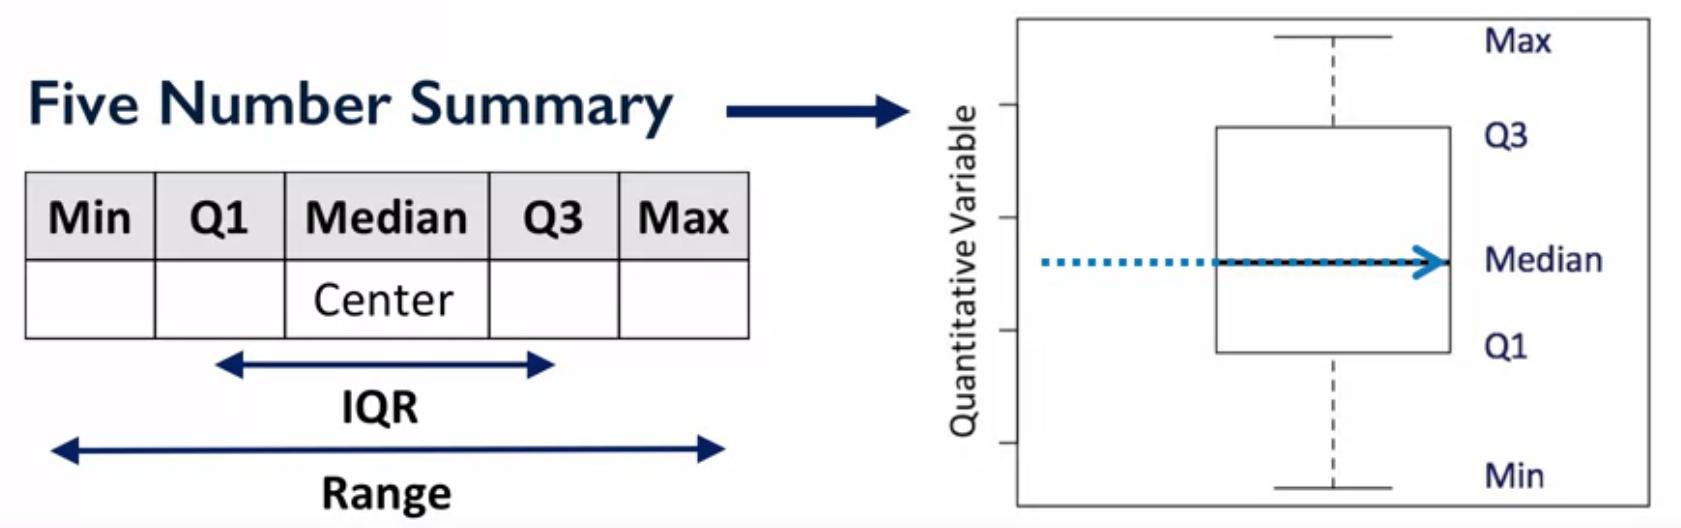 Five Number Summary
Min Q1 Median Q3 Max
Center
IQR
Range
Quantitative Variable
Max
Q3
Median
Q1
Min